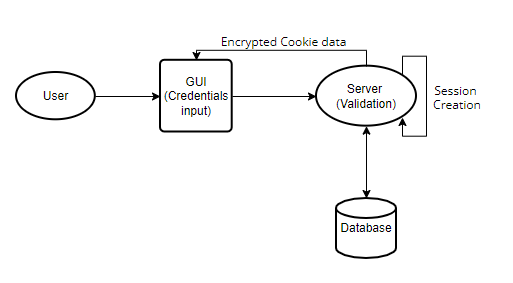 Encrypted Cookie data
User
GUI
(Credentials
input)
Server
(Validation)
Session
Creation
Database